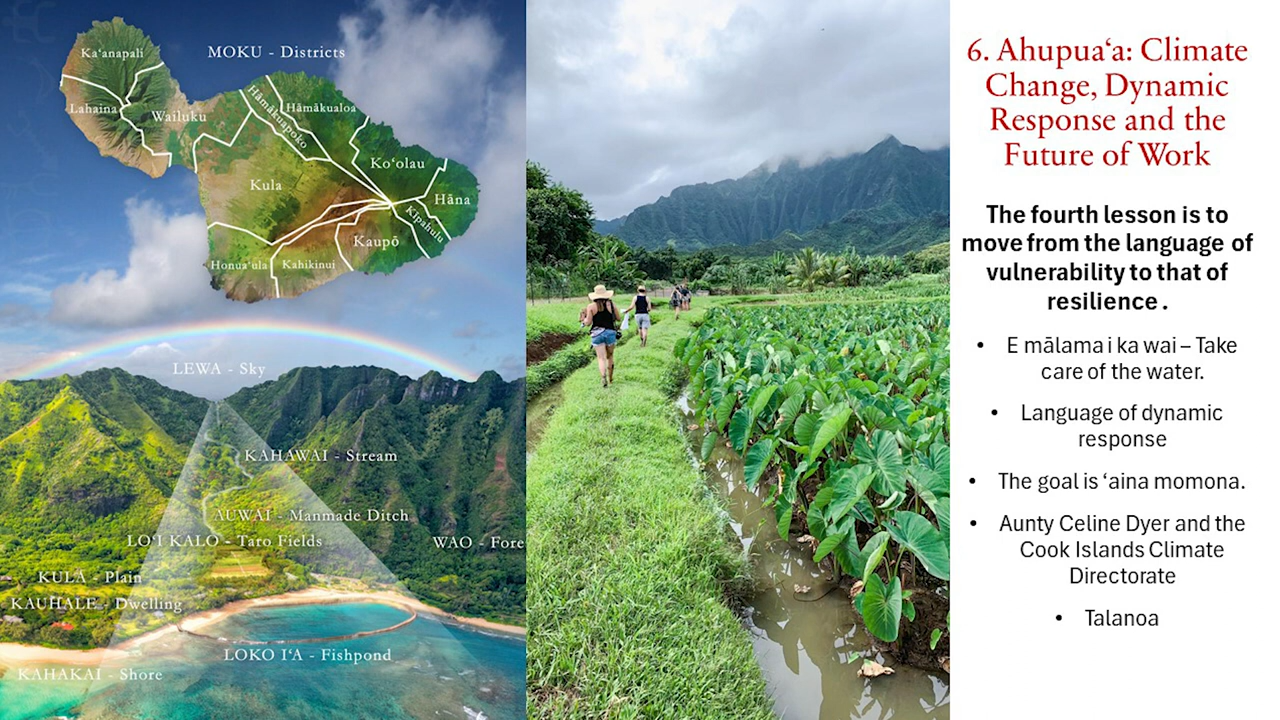 MOKU - Districts
Ka‘anapali
Lahaina
Wailuku
Hāmākuapoko
Hāmākualoa
Ko‘olau
Kula
Hāna
Kīpahulu
Kaupō
Honua‘ula
Kahikinui
LEWA - Sky
KAHAWAI - Stream
AUWAI - Manmade Ditch
LO‘I KALO - Taro Fields
WAO - Fore
KULA - Plain
KAUHALE - Dwelling
LOKO I‘A - Fishpond
KAHAKAI - Shore
6. Ahupua‘a: Climate
Change, Dynamic
Response and the
Future of Work
The fourth lesson is to
move from the language of
vulnerability to that of
resilience .
• E mālama i ka wai – Take
care of the water.
• Language of dynamic
response
• The goal is ‘aina momona.
• Aunty Celine Dyer and the
Cook Islands Climate
Directorate
• Talanoa